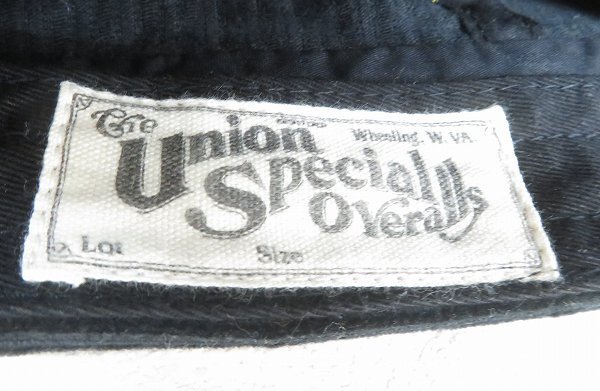 The
Union Wheeling, W. VA
Special
Overalls
Lot Size